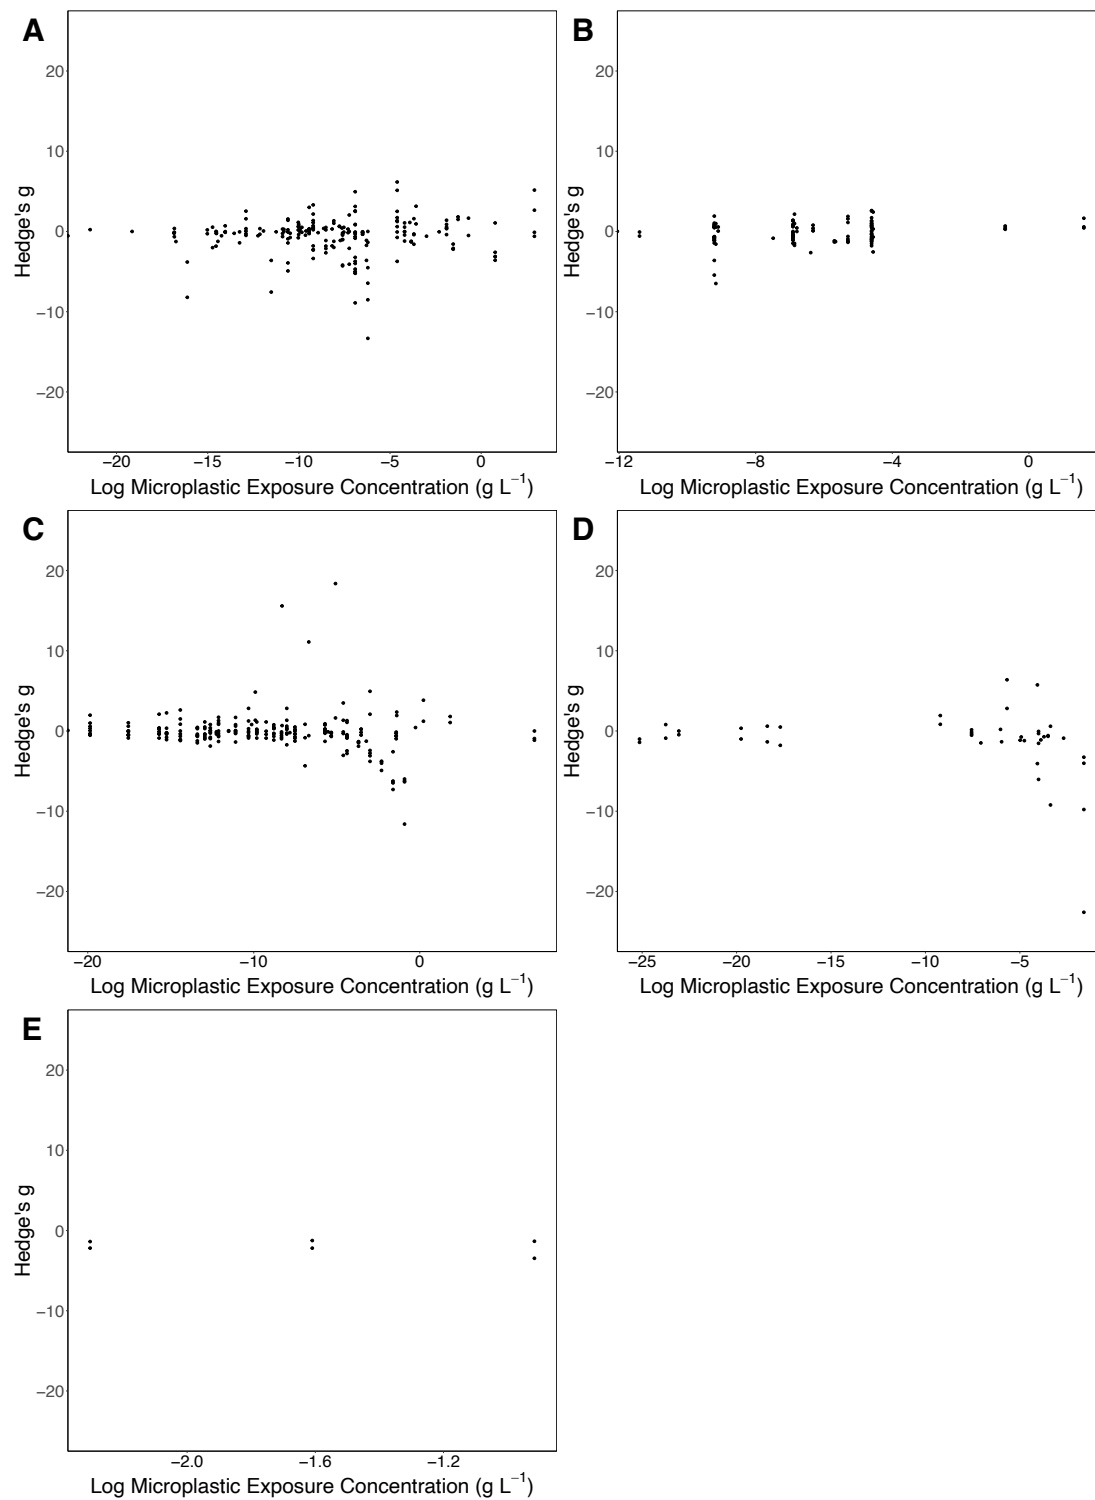 A
20
10
0
−10
−20
Hedge's g
−20 −15 −10 −5 0
Log Microplastic Exposure Concentration (g L⁻¹)
B
20
10
0
−10
−20
Hedge's g
−12 −8 −4 0
Log Microplastic Exposure Concentration (g L⁻¹)
C
20
10
0
−10
−20
Hedge's g
−20 −10 0
Log Microplastic Exposure Concentration (g L⁻¹)
D
20
10
0
−10
−20
Hedge's g
−25 −20 −15 −10 −5
Log Microplastic Exposure Concentration (g L⁻¹)
E
20
10
0
−10
−20
Hedge's g
−2.0 −1.6 −1.2
Log Microplastic Exposure Concentration (g L⁻¹)